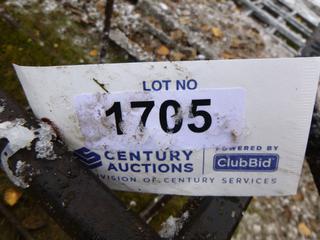 LOT NO
1705
CENTURY POWERED BY
AUCTIONS ClubBid
DIVISION OF CENTURY SERVICES